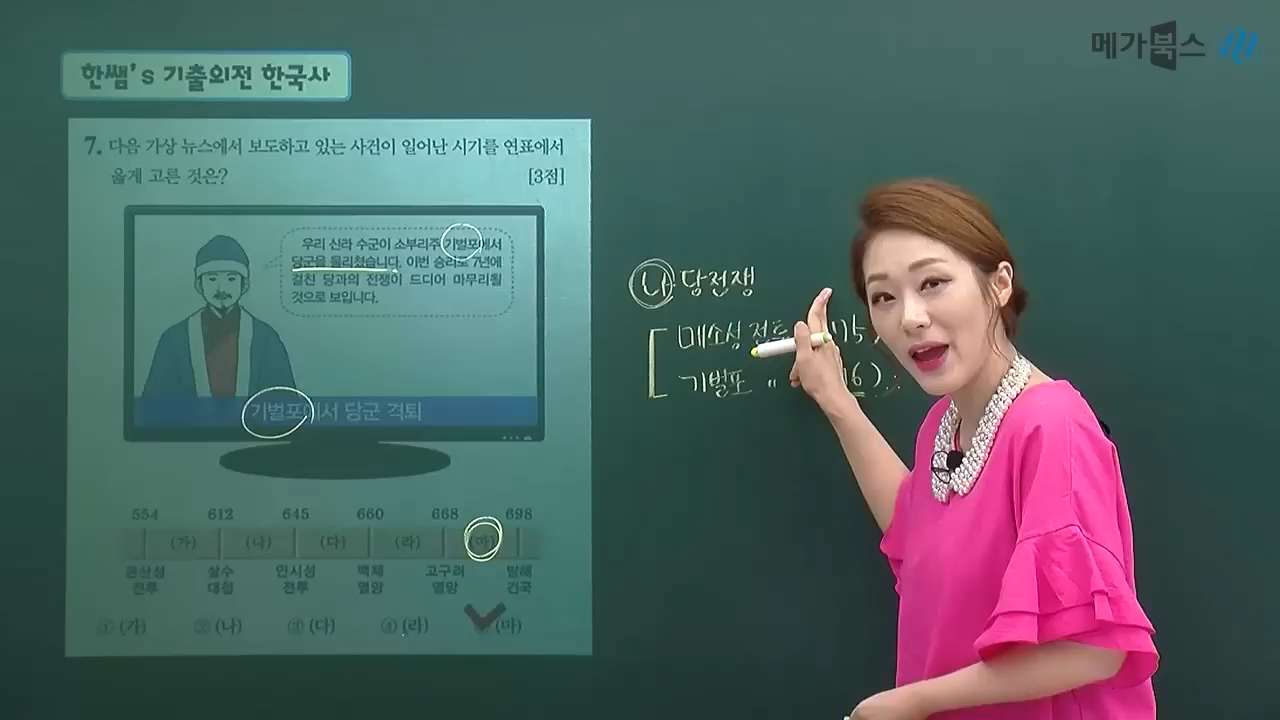 메가북스
한쌤's 기출외전 한국사
7. 다음 가상 뉴스에서 보도하고 있는 사건이 일어난 시기를 연표에서
옳게 고른 것은? [3점]
우리 신라 수군이 소부리주 기벌포에서
당군을 물리쳤습니다. 이번 승리로 7년에
걸친 당과의 전쟁이 드디어 마무리될
것으로 보입니다.
기벌포에서 당군 격퇴
554 612 645 660 668 698
(가) (나) (다) (라) (마)
관산성 살수 안시성 백제 고구려 발해
전투 대첩 전투 멸망 멸망 건국
① (가) ② (나) ③ (다) ④ (라) (마)
나당전쟁
매소성 전투
기벌포 〃